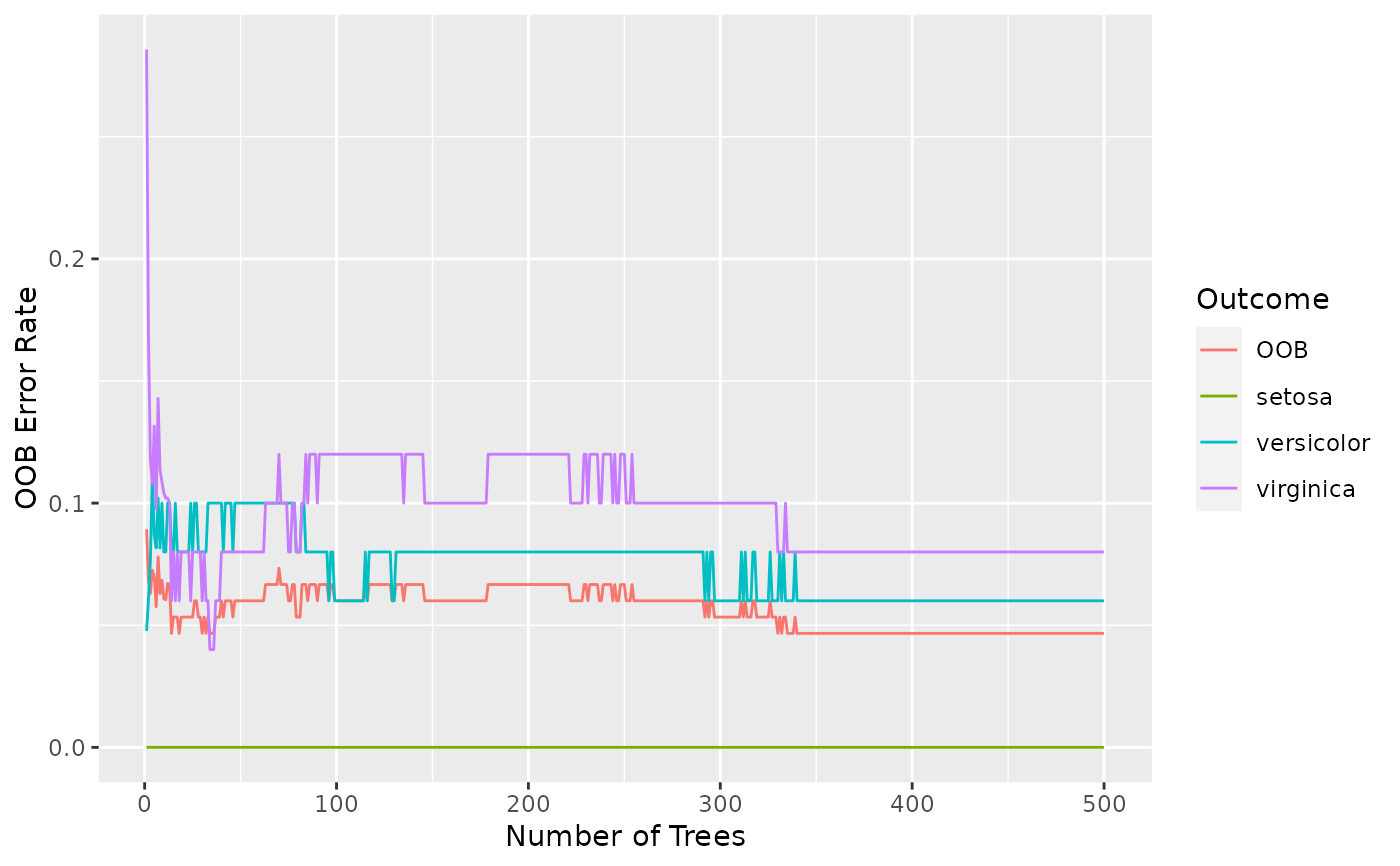 OOB Error Rate
0.2
0.1
0.0
0 100 200 300 400 500
Number of Trees
Outcome
OOB
setosa
versicolor
virginica